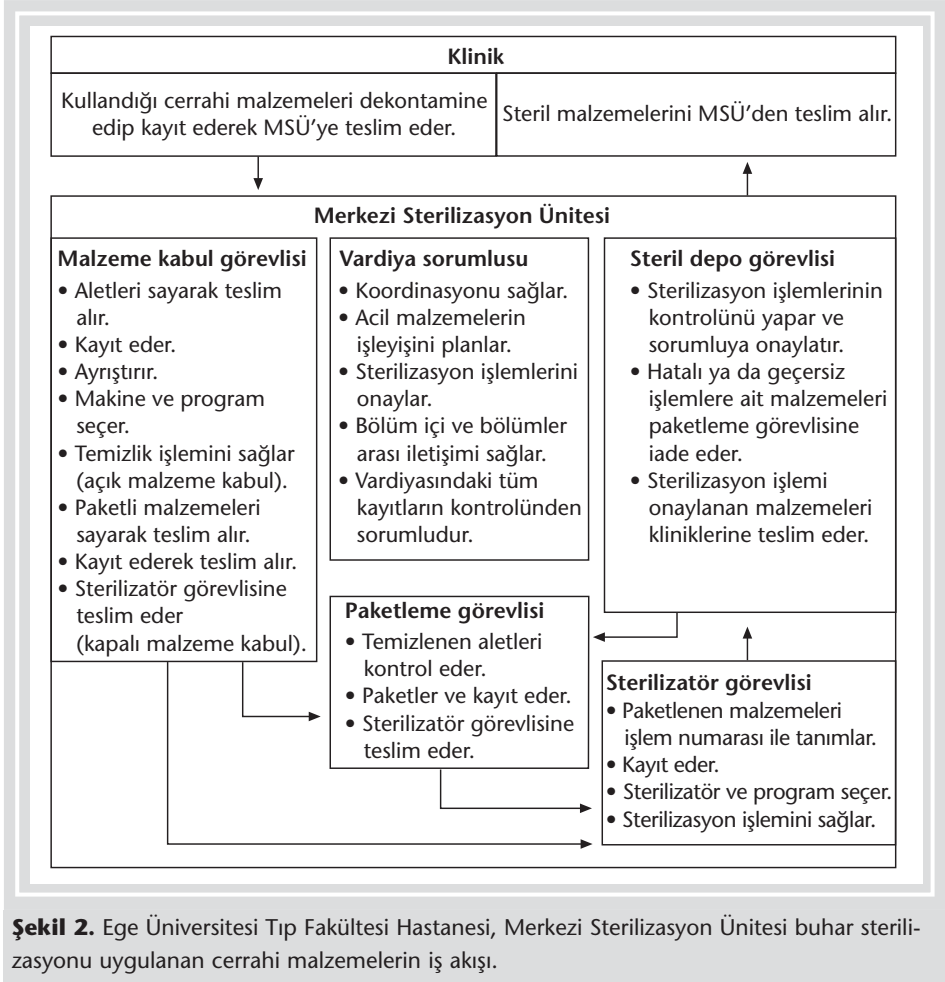 Klinik
Kullandığı cerrahi malzemeleri dekontamine
edip kayıt ederek MSÜ’ye teslim eder.
Steril malzemelerini MSÜ’den teslim alır.
Merkezi Sterilizasyon Ünitesi
Malzeme kabul görevlisi
• Aletleri sayarak teslim
alır.
• Kayıt eder.
• Ayrıştırır.
• Makine ve program
seçer.
• Temizlik işlemini sağlar
(açık malzeme kabul).
• Paketli malzemeleri
sayarak teslim alır.
• Kayıt ederek teslim alır.
• Sterilizatör görevlisine
teslim eder
(kapalı malzeme kabul).
Vardiya sorumlusu
• Koordinasyonu sağlar.
• Acil malzemelerin
işleyişini planlar.
• Sterilizasyon işlemlerini
onaylar.
• Bölüm içi ve bölümler
arası iletişimi sağlar.
• Vardiyasındaki tüm
kayıtların kontrolünden
sorumludur.
Steril depo görevlisi
• Sterilizasyon işlemlerinin
kontrolünü yapar ve
sorumluya onaylatır.
• Hatalı ya da geçersiz
işlemlere ait malzemeleri
paketleme görevlisine
iade eder.
• Sterilizasyon işlemi
onaylanan malzemeleri
kliniklerine teslim eder.
Paketleme görevlisi
• Temizlenen aletleri
kontrol eder.
• Paketler ve kayıt eder.
• Sterilizatör görevlisine
teslim eder.
Sterilizatör görevlisi
• Paketlenen malzemeleri
işlem numarası ile tanımlar.
• Kayıt eder.
• Sterilizatör ve program seçer.
• Sterilizasyon işlemini sağlar.
Şekil 2. Ege Üniversitesi Tıp Fakültesi Hastanesi, Merkezi Sterilizasyon Ünitesi buhar sterili-
zasyonu uygulanan cerrahi malzemelerin iş akışı.